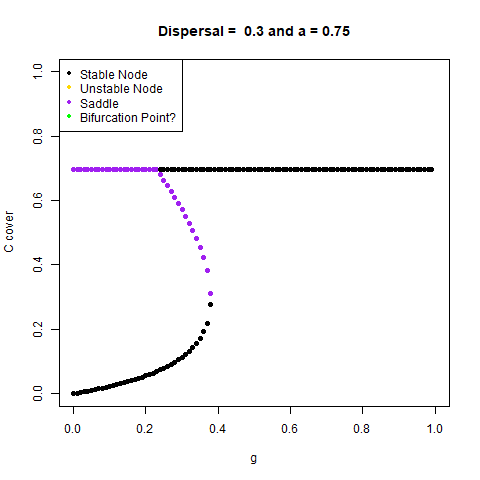 Dispersal =  0.3 and a = 0.75
Stable Node
Unstable Node
Saddle
Bifurcation Point?
C cover
1.0
0.8
0.6
0.4
0.2
0.0
0.0 0.2 0.4 0.6 0.8 1.0
g